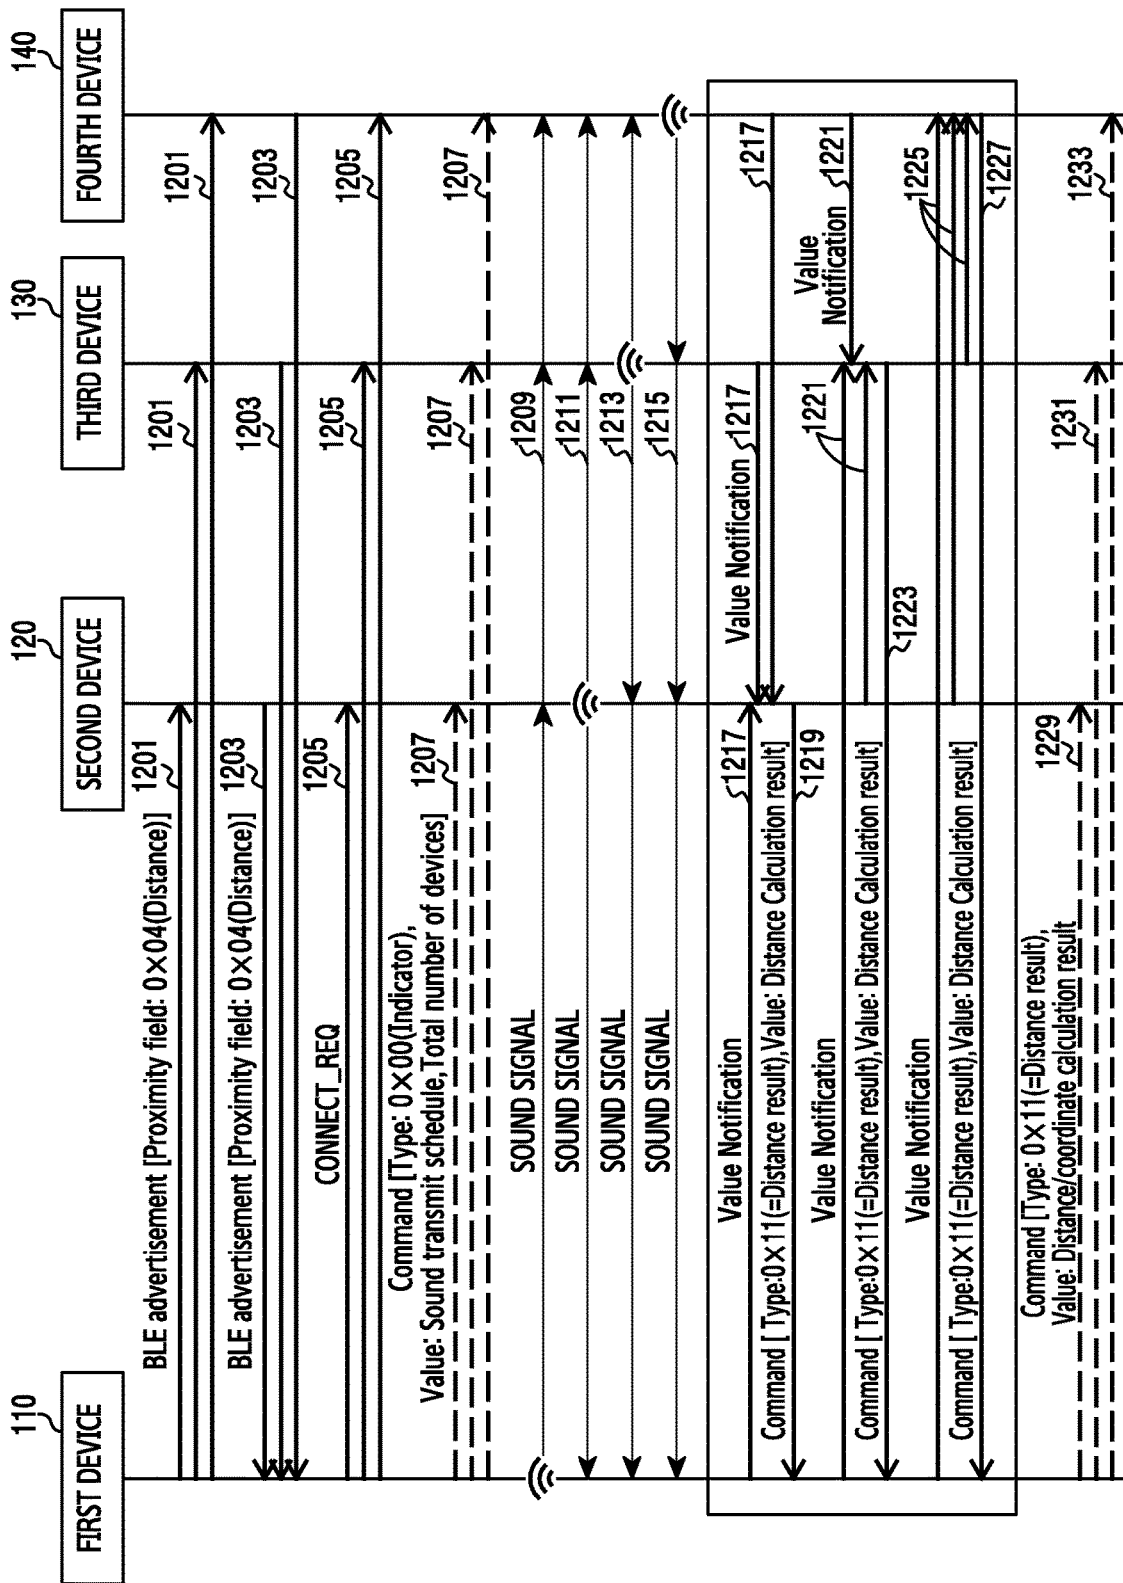 110
FIRST DEVICE
120
SECOND DEVICE
130
THIRD DEVICE
140
FOURTH DEVICE
BLE advertisement [Proximity field: 0×04(Distance)]
1201
1201
1201
BLE advertisement [Proximity field: 0×04(Distance)]
1203
1203
1203
CONNECT_REQ
1205
1205
1205
Command [Type: 0×00(Indicator),
Value: Sound transmit schedule,Total number of devices]
1207
1207
1207
SOUND SIGNAL
1209
SOUND SIGNAL
1211
SOUND SIGNAL
1213
SOUND SIGNAL
1215
Value Notification
1217
Value Notification
1217
1217
Command [ Type:0×11(=Distance result),Value: Distance Calculation result]
1219
Value Notification
1221
Value
Notification
1221
Command [ Type:0×11(=Distance result),Value: Distance Calculation result]
1223
Value Notification
1225
Command [ Type:0×11(=Distance result),Value: Distance Calculation result]
1227
Command [Type: 0×11(=Distance result),
Value: Distance/coordinate calculation result
1229
1231
1233